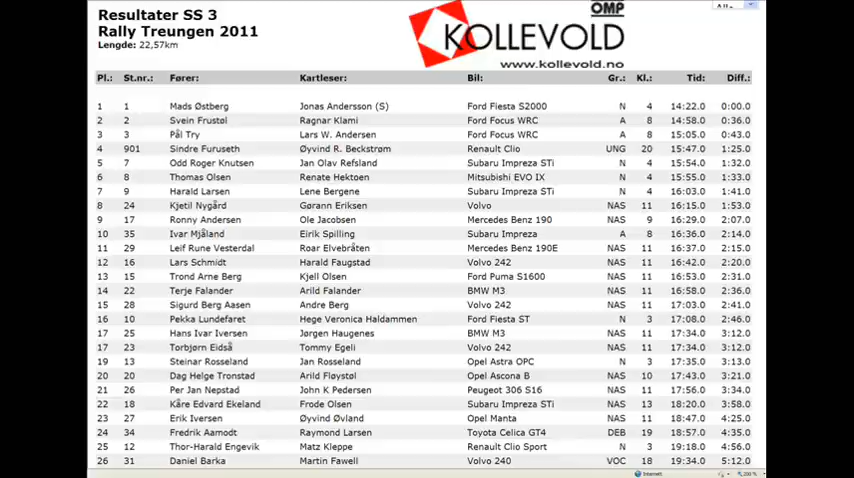 Resultater SS 3
Rally Treungen 2011
Lengde: 22,57km
OMP
KOLLEVOLD
www.kollevold.no
Pl.: St.nr.: Fører: Kartleser: Bil: Gr.: Kl.: Tid: Diff.:
1 1 Mads Østberg Jonas Andersson (S) Ford Fiesta S2000 N 4 14:22.0 0:00.0
2 2 Svein Frustøl Ragnar Klami Ford Focus WRC A 8 14:58.0 0:36.0
3 3 Pål Try Lars W. Andersen Ford Focus WRC A 8 15:05.0 0:43.0
4 901 Sindre Furuseth Øyvind R. Beckstrøm Renault Clio UNG 20 15:47.0 1:25.0
5 7 Odd Roger Knutsen Jan Olav Refsland Subaru Impreza STi N 4 15:54.0 1:32.0
6 8 Thomas Olsen Renate Hektoen Mitsubishi EVO IX N 4 15:55.0 1:33.0
7 9 Harald Larsen Lene Bergene Subaru Impreza STi N 4 16:03.0 1:41.0
8 24 Kjetil Nygård Gørann Eriksen Volvo NAS 11 16:15.0 1:53.0
9 17 Ronny Andersen Ole Jacobsen Mercedes Benz 190 NAS 9 16:29.0 2:07.0
10 35 Ivar Mjåland Eirik Spilling Subaru Impreza A 8 16:36.0 2:14.0
11 29 Leif Rune Vesterdal Roar Elvebråten Mercedes Benz 190E NAS 11 16:37.0 2:15.0
12 16 Lars Schmidt Harald Faugstad Volvo 242 NAS 11 16:42.0 2:20.0
13 15 Trond Arne Berg Kjell Olsen Ford Puma S1600 NAS 11 16:53.0 2:31.0
14 22 Terje Falander Arild Falander BMW M3 NAS 11 16:58.0 2:36.0
15 28 Sigurd Berg Aasen Andre Berg Volvo 242 NAS 11 17:03.0 2:41.0
16 10 Pekka Lundefaret Hege Veronica Haldammen Ford Fiesta ST N 3 17:08.0 2:46.0
17 25 Hans Ivar Iversen Jørgen Haugenes BMW M3 NAS 11 17:34.0 3:12.0
17 23 Torbjørn Eidså Tommy Egeli Volvo 242 NAS 11 17:34.0 3:12.0
19 13 Steinar Rosseland Jan Rosseland Opel Astra OPC N 3 17:35.0 3:13.0
20 20 Dag Helge Tronstad Arild Fløystøl Opel Ascona B NAS 10 17:43.0 3:21.0
21 26 Per Jan Nepstad John K Pedersen Peugeot 306 S16 NAS 11 17:56.0 3:34.0
22 18 Kåre Edvard Ekeland Frode Olsen Subaru Impreza STi NAS 13 18:20.0 3:58.0
23 27 Erik Iversen Øyvind Øvland Opel Manta NAS 11 18:47.0 4:25.0
24 34 Fredrik Aamodt Raymond Larsen Toyota Celica GT4 DEB 19 18:57.0 4:35.0
25 12 Thor-Harald Engevik Matz Kleppe Renault Clio Sport N 3 19:18.0 4:56.0
26 31 Daniel Barka Martin Fawell Volvo 240 VOC 18 19:34.0 5:12.0
Internett 200 %